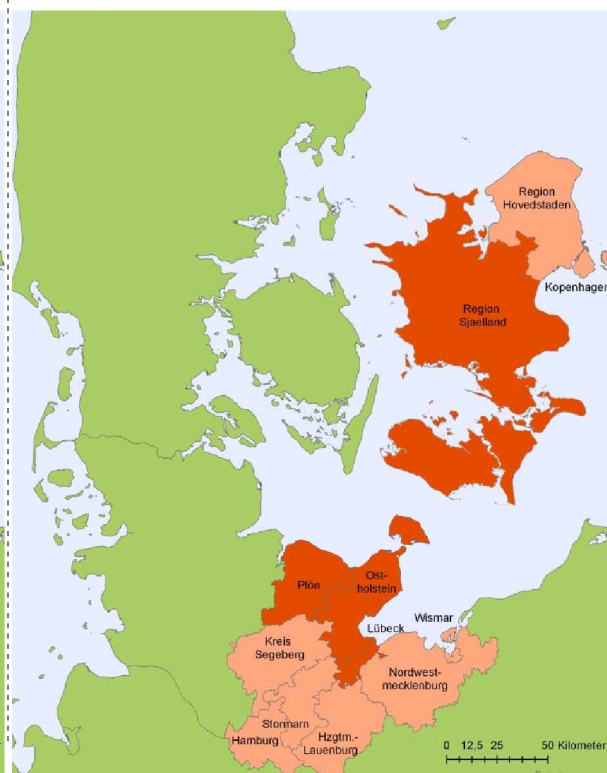 Region
Hovedstaden
Kopenhagen
Region
Sjaelland
Plön
Ost-
holstein
Lübeck
Wismar
Kreis
Segeberg
Nordwest-
mecklenburg
Stormarn
Hamburg
Hzgtm.-
Lauenburg
0 12,5 25 50 Kilometer